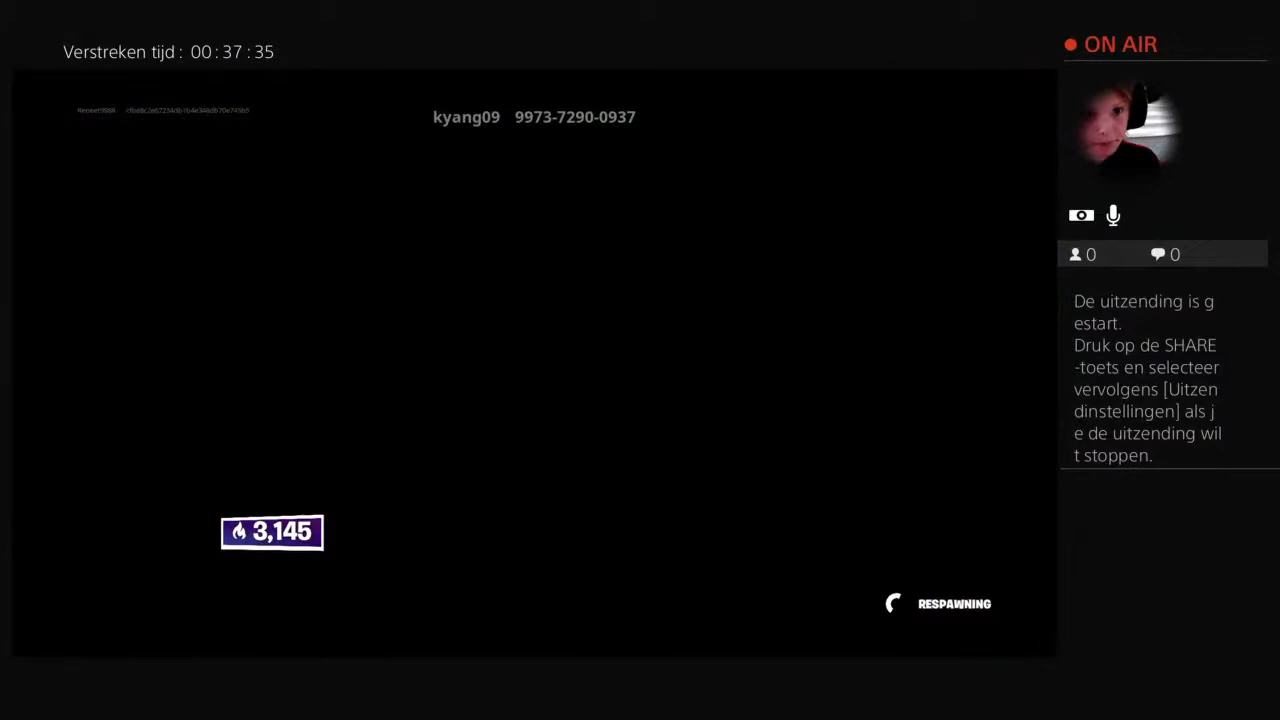 Verstreken tijd : 00 : 37 : 35
ON AIR
kyang09 9973-7290-0937
0 0
De uitzending is g
estart.
Druk op de SHARE
-toets en selecteer
vervolgens [Uitzen
dinstellingen] als j
e de uitzending wil
t stoppen.
3,145
RESPAWNING